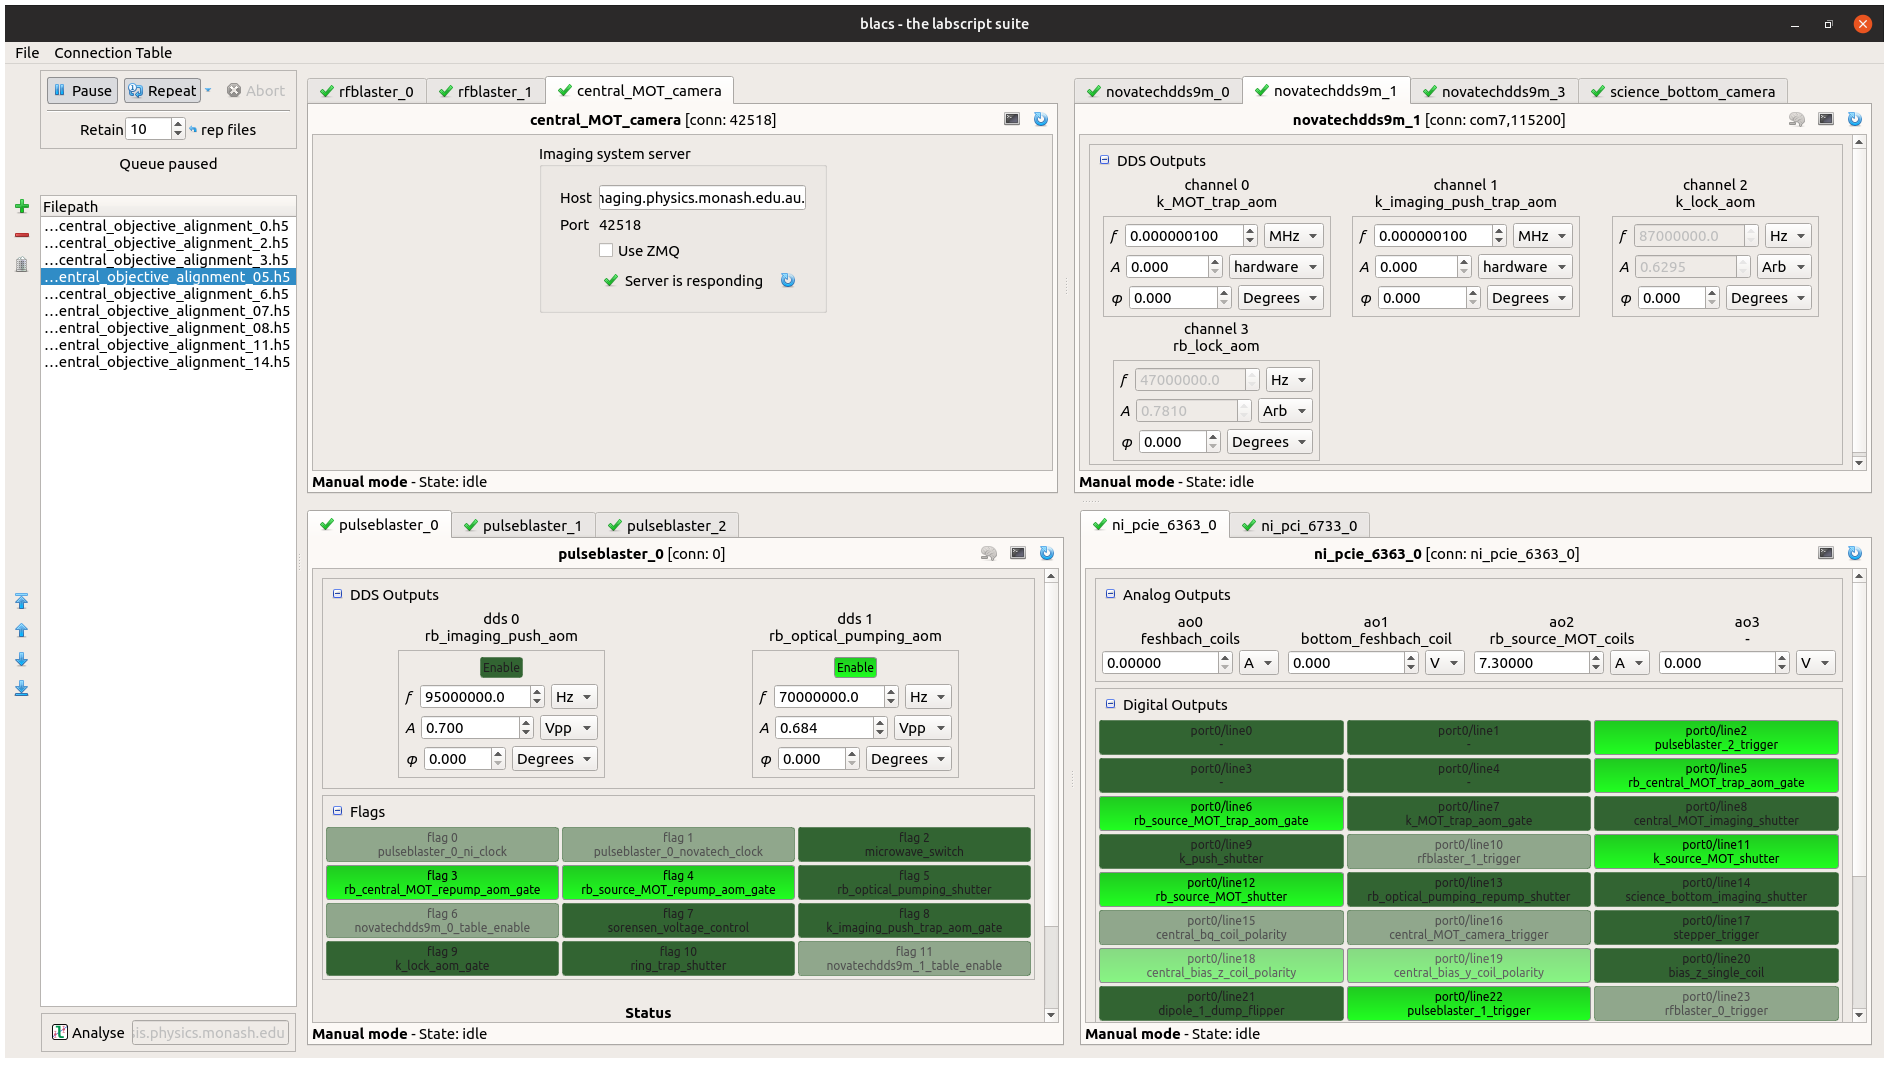 blacs - the labscript suite
File Connection Table
Pause Repeat Abort
Retain 10 rep files
Queue paused
Filepath
...central_objective_alignment_0.h5
...central_objective_alignment_2.h5
...central_objective_alignment_3.h5
...entral_objective_alignment_05.h5
...central_objective_alignment_6.h5
...entral_objective_alignment_07.h5
...entral_objective_alignment_08.h5
...entral_objective_alignment_11.h5
...entral_objective_alignment_14.h5
Analyse sis.physics.monash.edu
rfblaster_0 rfblaster_1 central_MOT_camera
central_MOT_camera [conn: 42518]
Imaging system server
Host naging.physics.monash.edu.au.
Port 42518
Use ZMQ
Server is responding
Manual mode - State: idle
novatechdds9m_0 novatechdds9m_1 novatechdds9m_3 science_bottom_camera
novatechdds9m_1 [conn: com7,115200]
DDS Outputs
channel 0 channel 1 channel 2
k_MOT_trap_aom k_imaging_push_trap_aom k_lock_aom
f 0.000000100 MHz f 0.000000100 MHz f 87000000.0 Hz
A 0.000 hardware A 0.000 hardware A 0.6295 Arb
φ 0.000 Degrees φ 0.000 Degrees φ 0.000 Degrees
channel 3
rb_lock_aom
f 47000000.0 Hz
A 0.7810 Arb
φ 0.000 Degrees
Manual mode - State: idle
pulseblaster_0 pulseblaster_1 pulseblaster_2
pulseblaster_0 [conn: 0]
DDS Outputs
dds 0 dds 1
rb_imaging_push_aom rb_optical_pumping_aom
Enable Enable
f 95000000.0 Hz f 70000000.0 Hz
A 0.700 Vpp A 0.684 Vpp
φ 0.000 Degrees φ 0.000 Degrees
Flags
flag 0 flag 1 flag 2
pulseblaster_0_ni_clock pulseblaster_0_novatech_clock microwave_switch
flag 3 flag 4 flag 5
rb_central_MOT_repump_aom_gate rb_source_MOT_repump_aom_gate rb_optical_pumping_shutter
flag 6 flag 7 flag 8
novatechdds9m_0_table_enable sorensen_voltage_control k_imaging_push_trap_aom_gate
flag 9 flag 10 flag 11
k_lock_aom_gate ring_trap_shutter novatechdds9m_1_table_enable
Status
Manual mode - State: idle
ni_pcie_6363_0 ni_pci_6733_0
ni_pcie_6363_0 [conn: ni_pcie_6363_0]
Analog Outputs
ao0 ao1 ao2 ao3
feshbach_coils bottom_feshbach_coil rb_source_MOT_coils -
0.00000 A 0.000 V 7.30000 A 0.000 V
Digital Outputs
port0/line0 port0/line1 port0/line2
- - pulseblaster_2_trigger
port0/line3 port0/line4 port0/line5
- - rb_central_MOT_trap_aom_gate
port0/line6 port0/line7 port0/line8
rb_source_MOT_trap_aom_gate k_MOT_trap_aom_gate central_MOT_imaging_shutter
port0/line9 port0/line10 port0/line11
k_push_shutter rfblaster_1_trigger k_source_MOT_shutter
port0/line12 port0/line13 port0/line14
rb_source_MOT_shutter rb_optical_pumping_repump_shutter science_bottom_imaging_shutter
port0/line15 port0/line16 port0/line17
central_bq_coil_polarity central_MOT_camera_trigger stepper_trigger
port0/line18 port0/line19 port0/line20
central_bias_z_coil_polarity central_bias_y_coil_polarity bias_z_single_coil
port0/line21 port0/line22 port0/line23
dipole_1_dump_flipper pulseblaster_1_trigger rfblaster_0_trigger
Manual mode - State: idle